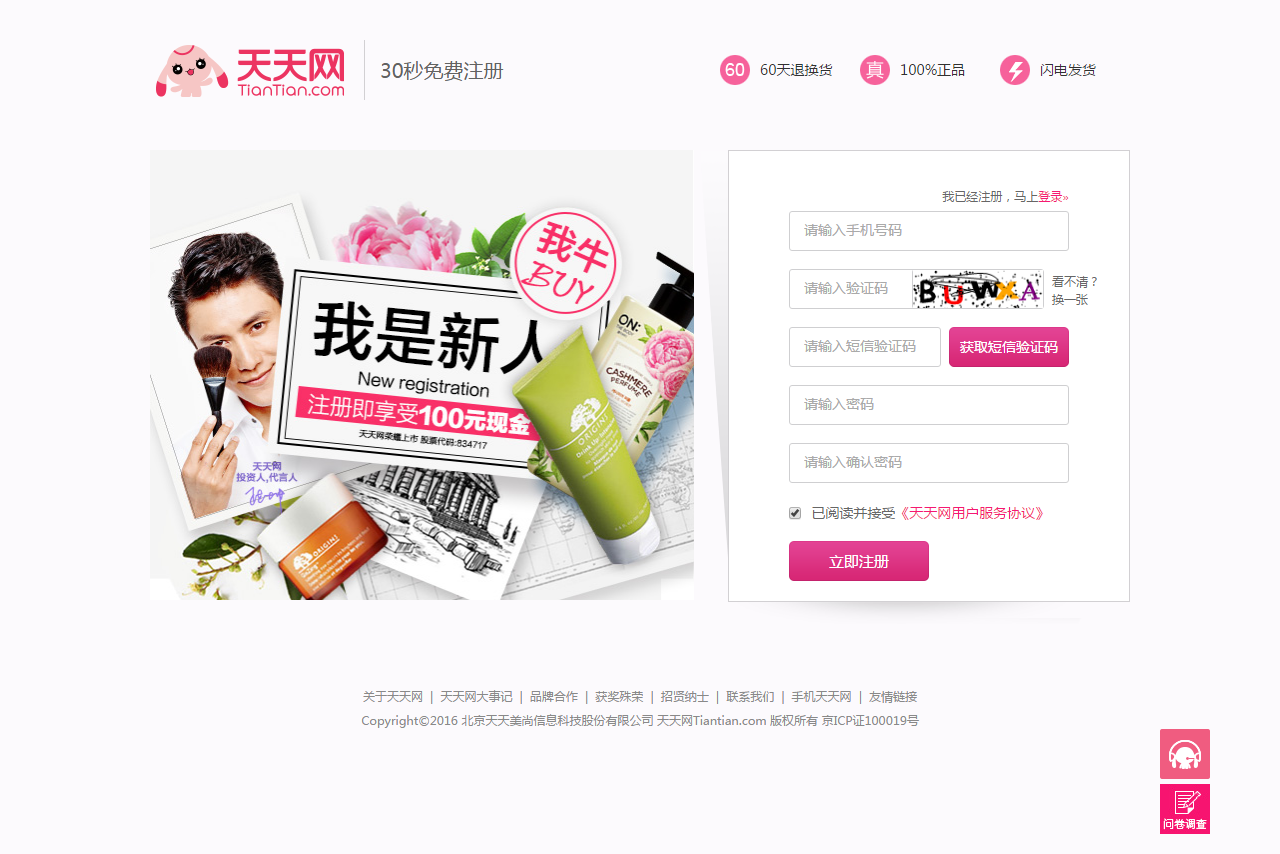 天天网
TianTian.com
30秒免费注册
60
60天退换货
真
100%正品
闪电发货
我牛
BUY
我是新人
New registration
注册即享受100元现金
天天网荣耀上市 股票代码:834717
天天网
投资人,代言人
ORIGINS
ORIGINS
ON:
THE BODY
CASHMERE
PERFUME
我已经注册，马上登录»
请输入手机号码
请输入验证码
BUWXA
看不清？
换一张
请输入短信验证码
获取短信验证码
请输入密码
请输入确认密码
已阅读并接受《天天网用户服务协议》
立即注册
关于天天网 | 天天网大事记 | 品牌合作 | 获奖殊荣 | 招贤纳士 | 联系我们 | 手机天天网 | 友情链接
Copyright©2016 北京天天美尚信息科技股份有限公司 天天网Tiantian.com 版权所有 京ICP证100019号
问卷调查